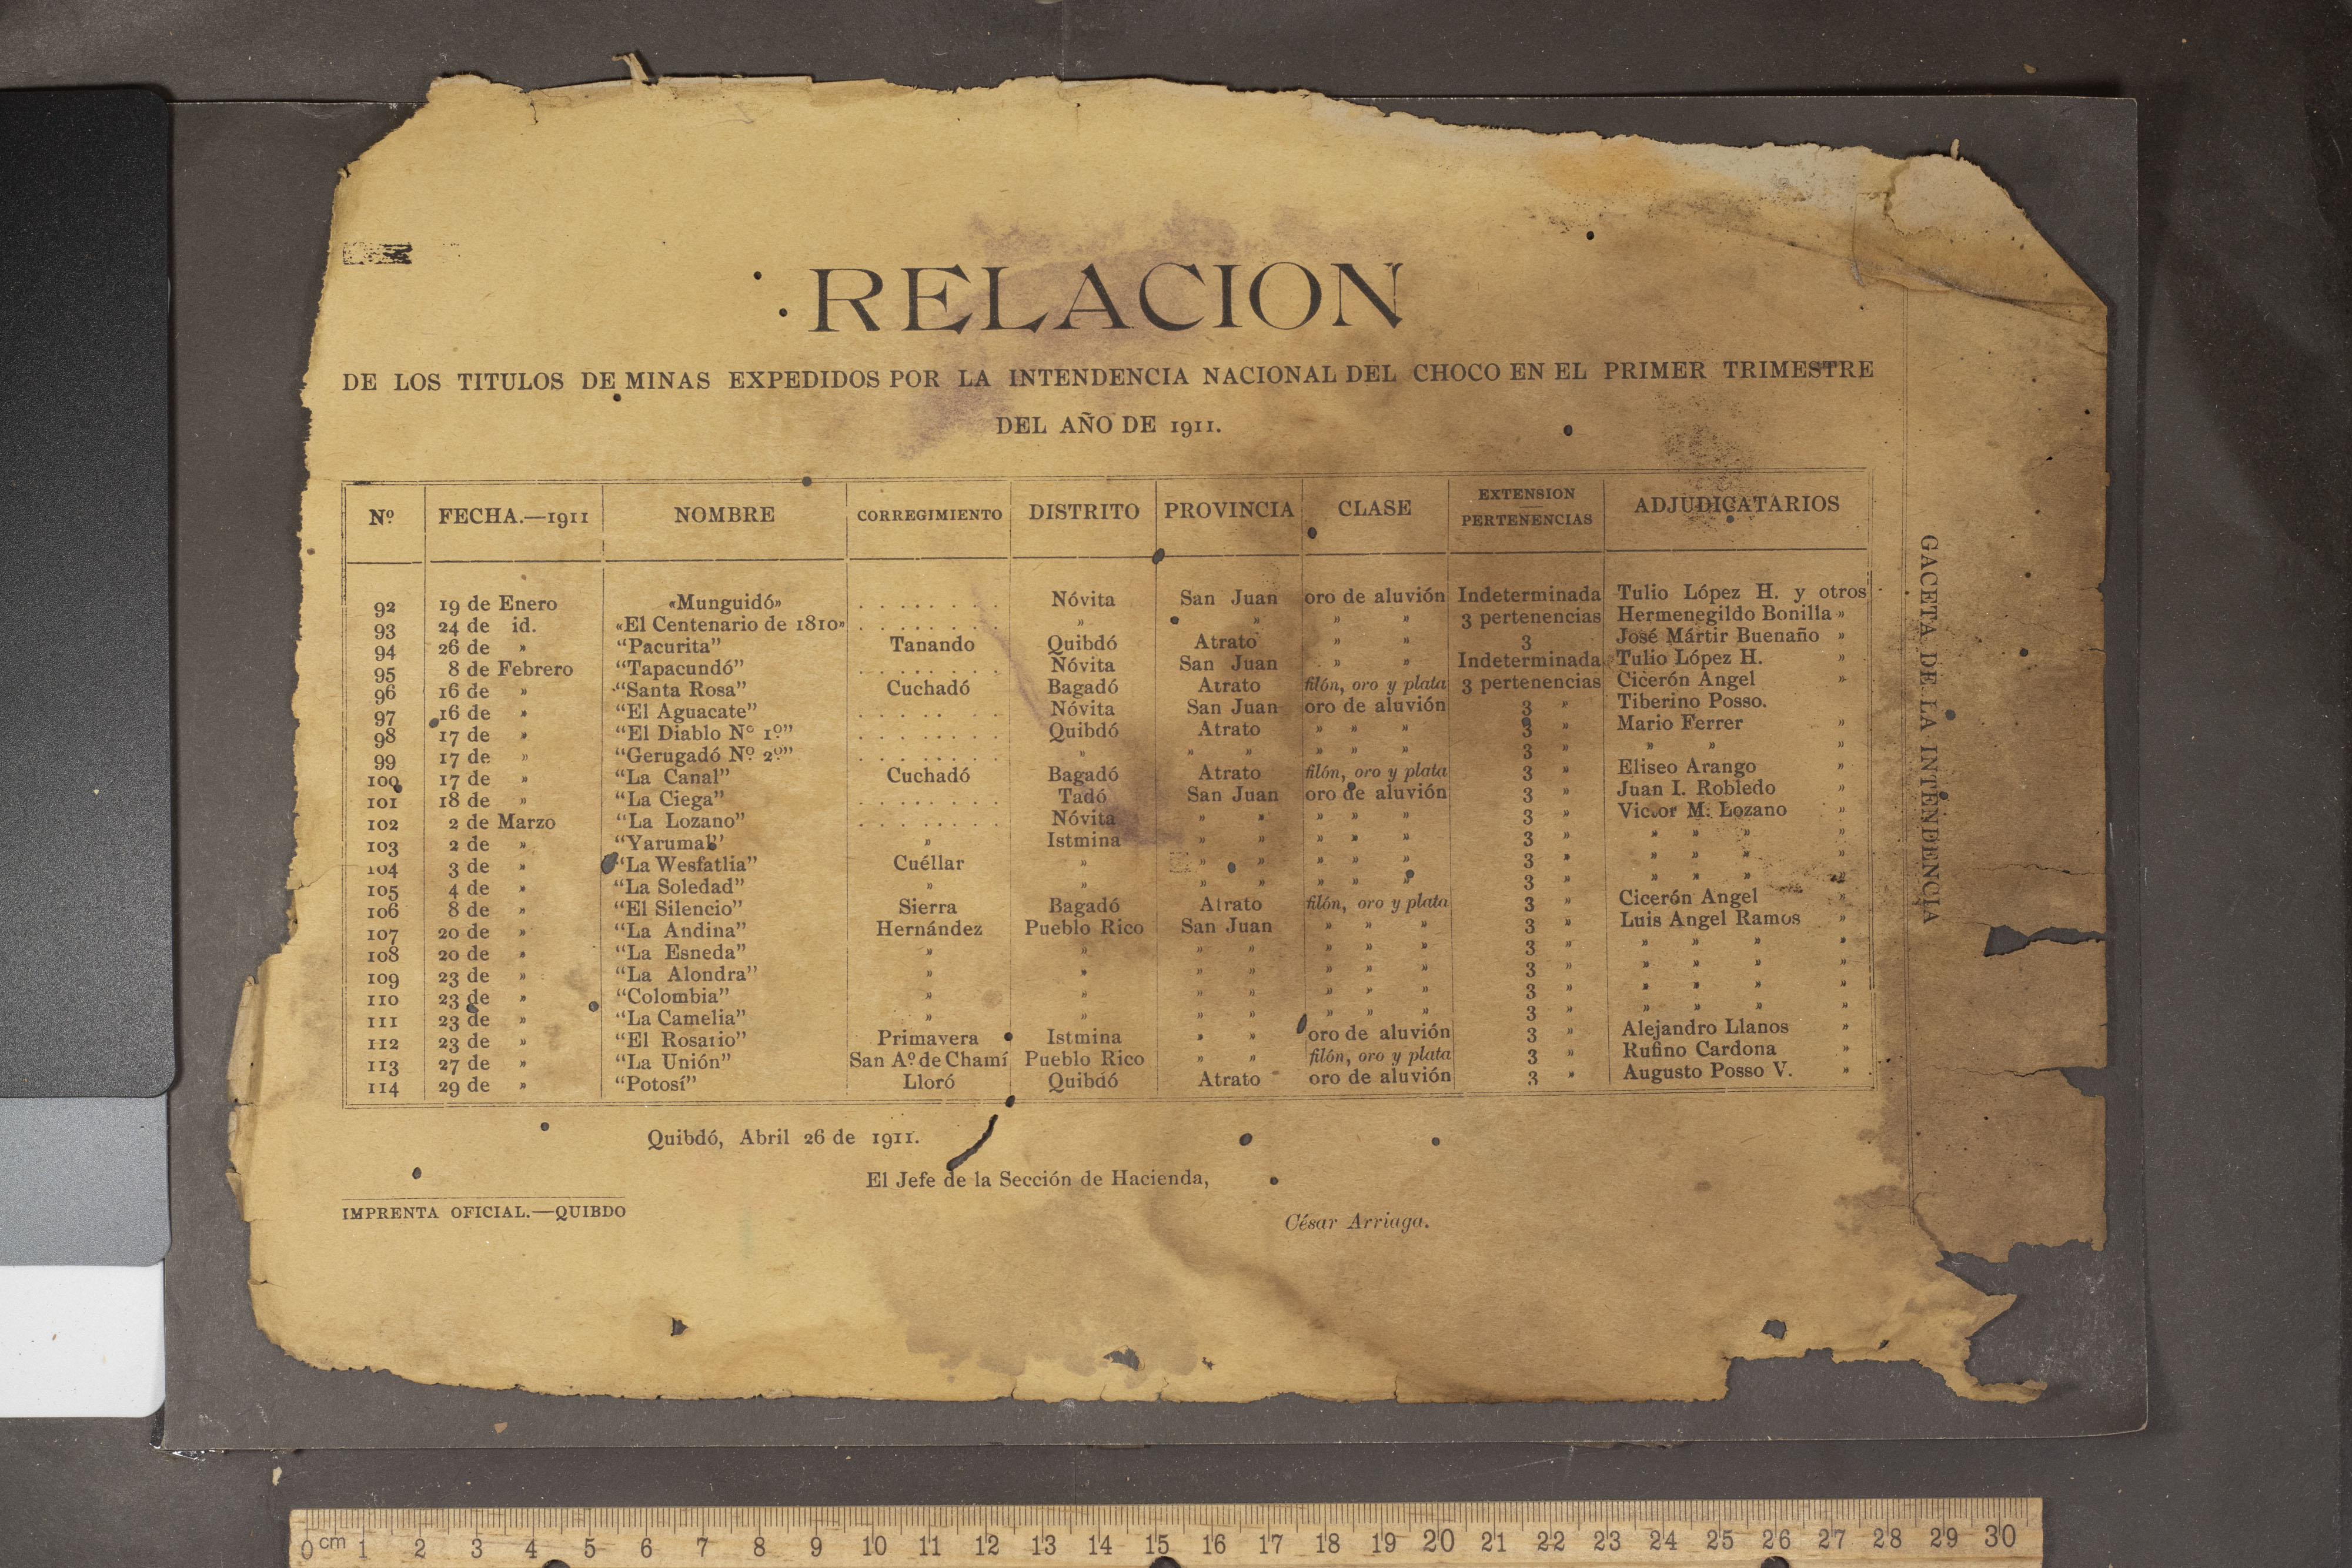 RELACION
DE LOS TITULOS DE MINAS EXPEDIDOS POR LA INTENDENCIA NACIONAL DEL CHOCO EN EL PRIMER TRIMESTRE
DEL AÑO DE 1911.
Nº FECHA.—1911 NOMBRE CORREGIMIENTO DISTRITO PROVINCIA CLASE EXTENSION PERTENENCIAS ADJUDICATARIOS
92 19 de Enero «Munguidó» . . . . . . . . Nóvita San Juan oro de aluvión Indeterminada Tulio López H. y otros
93 24 de id. «El Centenario de 1810» . . . . . . . . » » » » 3 pertenencias Hermenegildo Bonilla »
94 26 de » “Pacurita” Tanando Quibdó Atrato » » 3 José Mártir Buenaño »
95 8 de Febrero “Tapacundó” . . . . . . . . Nóvita San Juan » » Indeterminada Tulio López H. »
96 16 de » “Santa Rosa” Cuchadó Bagadó Atrato filón, oro y plata 3 pertenencias Cicerón Angel »
97 16 de » “El Aguacate” . . . . . . . . Nóvita San Juan oro de aluvión 3 » Tiberino Posso.
98 17 de » “El Diablo Nº 1º” . . . . . . . . Quibdó Atrato » » » 3 » Mario Ferrer »
99 17 de » “Gerugadó Nº 2º” . . . . . . . . » » » » » » 3 » » » »
100 17 de » “La Canal” Cuchadó Bagadó Atrato filón, oro y plata 3 » Eliseo Arango »
101 18 de » “La Ciega” . . . . . . . . Tadó San Juan oro de aluvión 3 » Juan I. Robledo »
102 2 de Marzo “La Lozano” . . . . . . . . Nóvita » » » » » 3 » Victor M. Lozano »
103 2 de » “Yarumal” » Istmina » » » » » 3 » » » » »
104 3 de » “La Wesfatlia” Cuéllar » » » » » » 3 » » » » »
105 4 de » “La Soledad” » » » » » » » 3 » » » » »
106 8 de » “El Silencio” Sierra Bagadó Atrato filón, oro y plata 3 » Cicerón Angel »
107 20 de » “La Andina” Hernández Pueblo Rico San Juan » » » 3 » Luis Angel Ramos »
108 20 de » “La Esneda” » » » » » » » 3 » » » » »
109 23 de » “La Alondra” » » » » » » » 3 » » » » »
110 23 de » “Colombia” » » » » » » » 3 » » » » »
111 23 de » “La Camelia” » » » » » » » 3 » » » » »
112 23 de » “El Rosario” Primavera Istmina » » oro de aluvión 3 » Alejandro Llanos »
113 27 de » “La Unión” San Aº. de Chamí Pueblo Rico » » filón, oro y plata 3 » Rufino Cardona »
114 29 de » “Potosí” Lloró Quibdó Atrato oro de aluvión 3 » Augusto Posso V. »
Quibdó, Abril 26 de 1911.
El Jefe de la Sección de Hacienda,
César Arriaga.
IMPRENTA OFICIAL.—QUIBDO
GACETA DE LA INTENDENCIA
0 cm 1 2 3 4 5 6 7 8 9 10 11 12 13 14 15 16 17 18 19 20 21 22 23 24 25 26 27 28 29 30